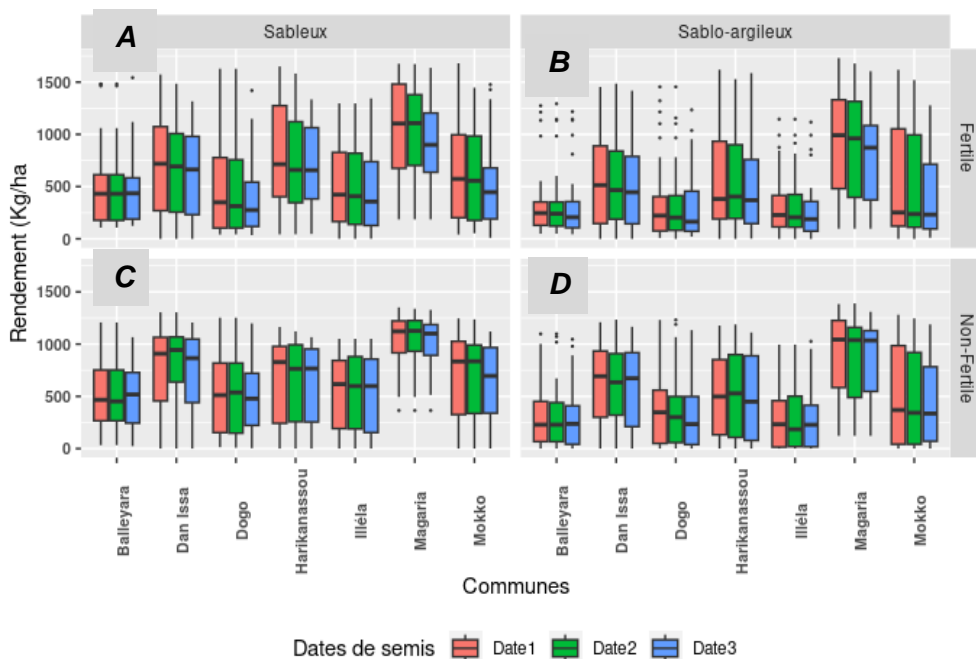 A
Sableux
Sablo-argileux
B
Fertile
1500
1000
500
0
Rendement (Kg/ha)
C
D
Non-Fertile
1500
1000
500
0
Balleyara
Dan Issa
Dogo
Harikanassou
Illéla
Magaria
Mokko
Balleyara
Dan Issa
Dogo
Harikanassou
Illéla
Magaria
Mokko
Communes
Dates de semis Date1 Date2 Date3